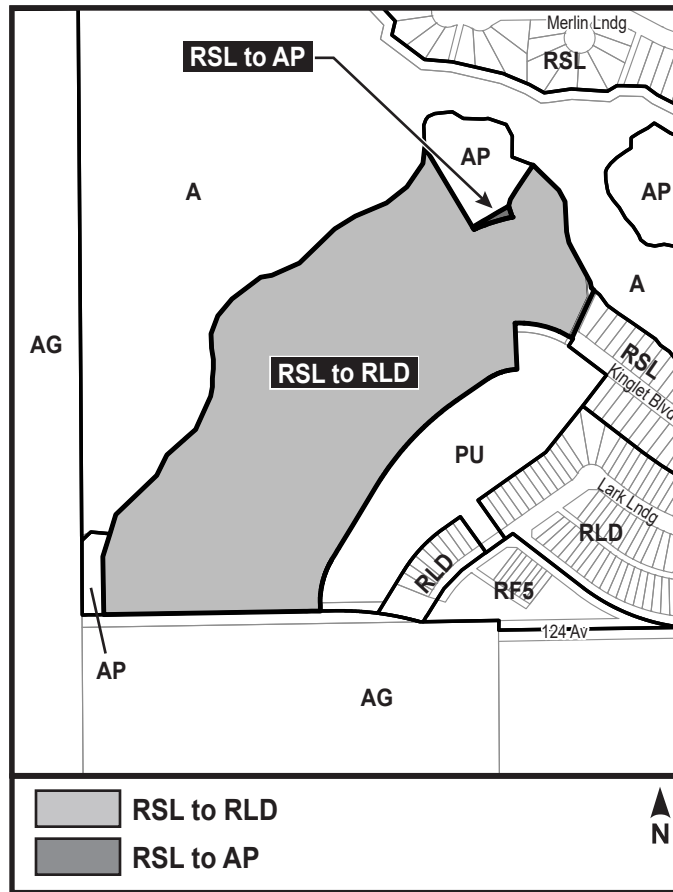 Merlin Lndg
RSL to AP
RSL
AP
A
AP
A
AG
RSL to RLD
RSL
Kinglet Blvd
PU
Lark Lndg
RLD
RLD
RF5
124 Av
AP
AG
RSL to RLD
RSL to AP
N